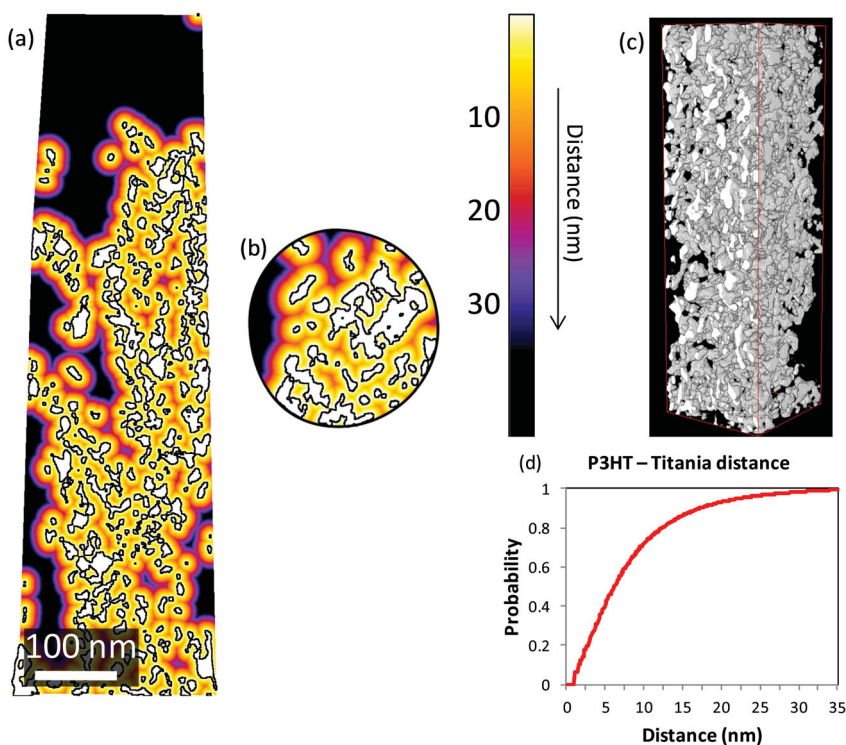 (a)
100 nm
(b)
10
20
30
Distance (nm)
(c)
(d)
P3HT – Titania distance
1
0.8
0.6
0.4
0.2
0
Probability
0 5 10 15 20 25 30 35
Distance (nm)